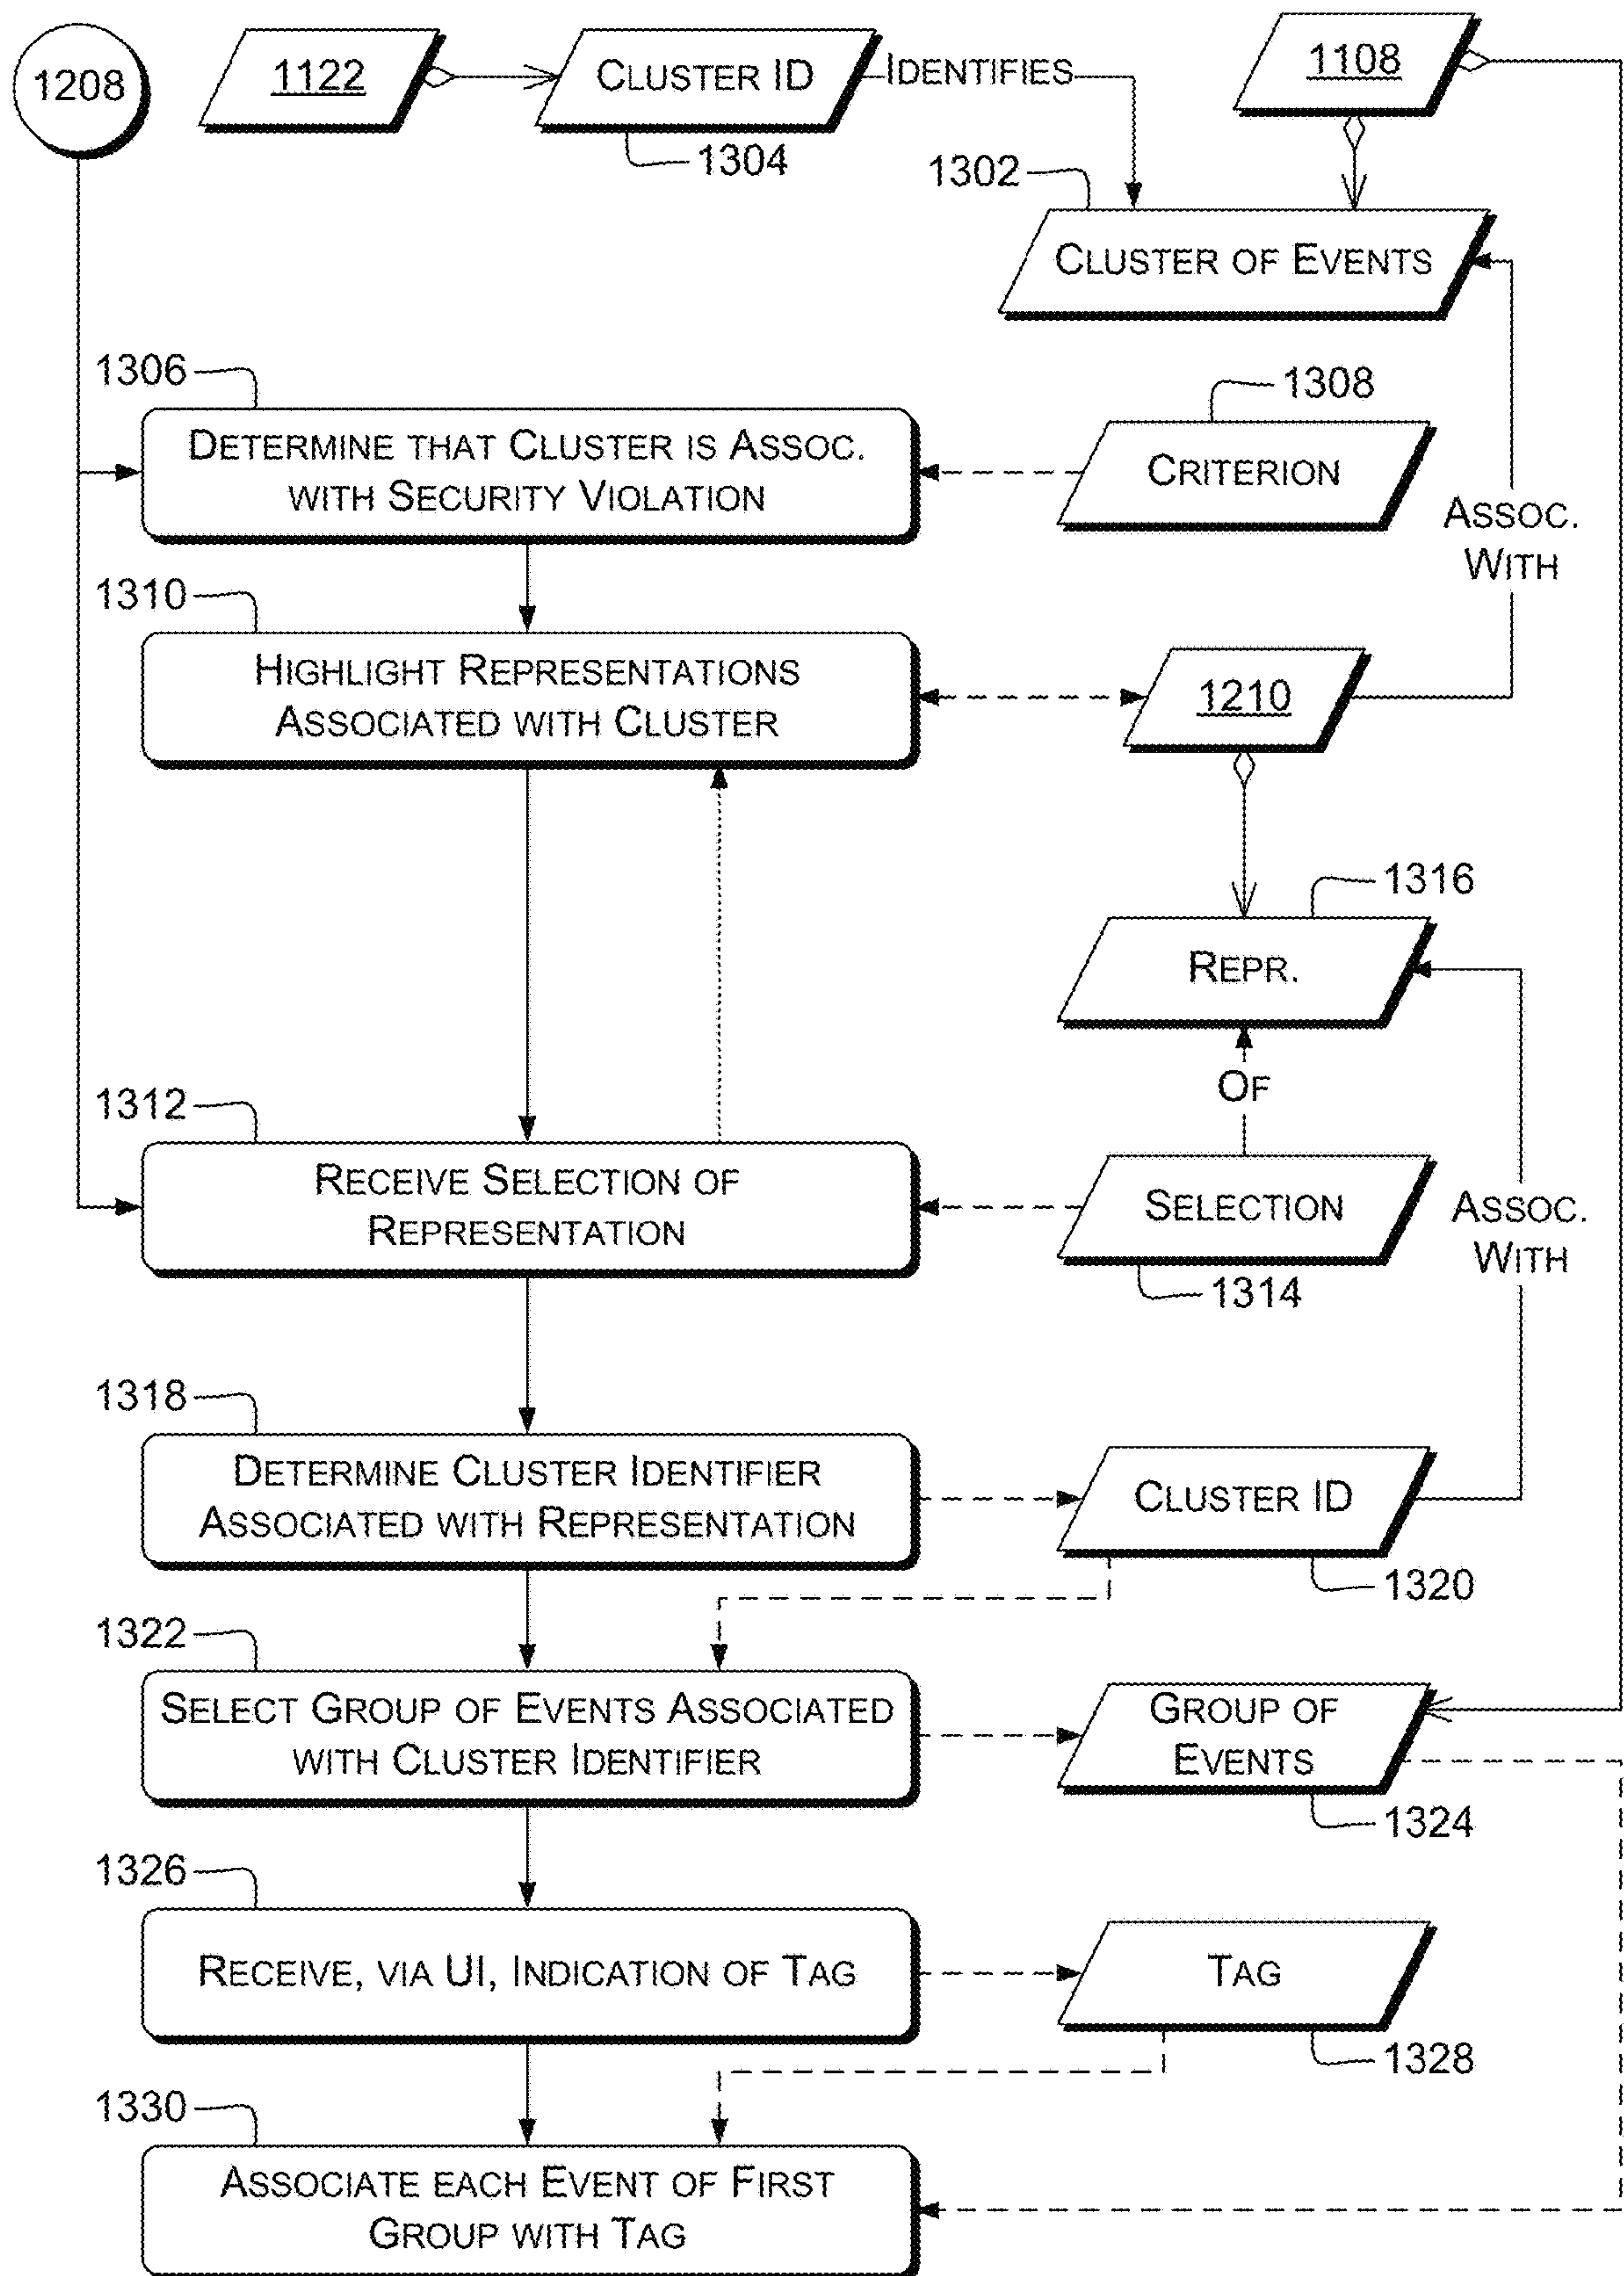 1208
1122
CLUSTER ID
IDENTIFIES
1108
1304
1302
CLUSTER OF EVENTS
1306
1308
DETERMINE THAT CLUSTER IS ASSOC.
WITH SECURITY VIOLATION
CRITERION
ASSOC.
WITH
1310
HIGHLIGHT REPRESENTATIONS
ASSOCIATED WITH CLUSTER
1210
1316
REPR.
OF
1312
RECEIVE SELECTION OF
REPRESENTATION
SELECTION
ASSOC.
WITH
1314
1318
DETERMINE CLUSTER IDENTIFIER
ASSOCIATED WITH REPRESENTATION
CLUSTER ID
1320
1322
SELECT GROUP OF EVENTS ASSOCIATED
WITH CLUSTER IDENTIFIER
GROUP OF
EVENTS
1324
1326
RECEIVE, VIA UI, INDICATION OF TAG
TAG
1328
1330
ASSOCIATE EACH EVENT OF FIRST
GROUP WITH TAG